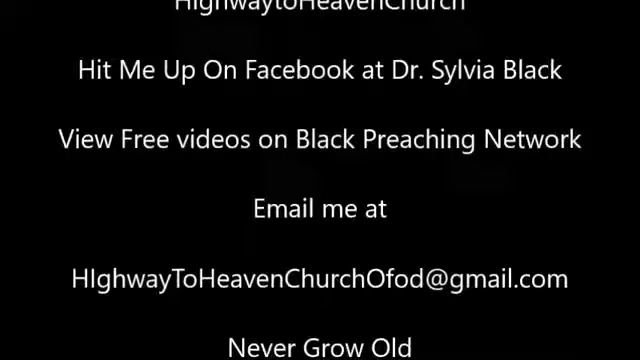 HIghwaytoHeavenChurch
Hit Me Up On Facebook at Dr. Sylvia Black
View Free videos on Black Preaching Network
Email me at
HIghwayToHeavenChurchOfod@gmail.com
Never Grow Old